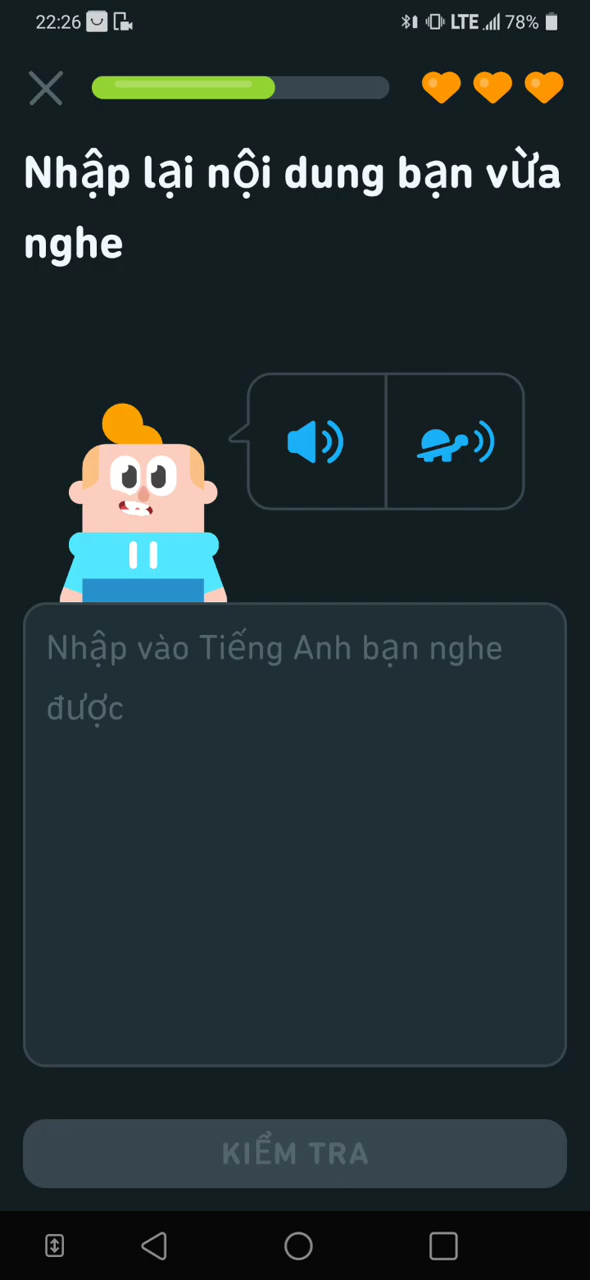 22:26 LTE 78%
Nhập lại nội dung bạn vừa
nghe
Nhập vào Tiếng Anh bạn nghe
được
KIỂM TRA